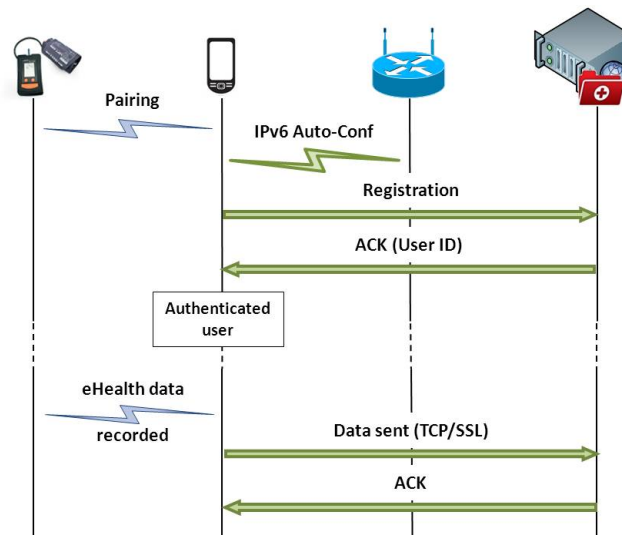 Pairing
IPv6 Auto-Conf
Registration
ACK (User ID)
Authenticated
user
eHealth data
recorded
Data sent (TCP/SSL)
ACK